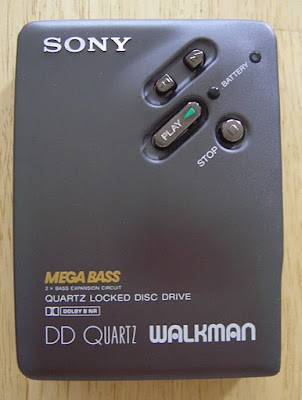 SONY
BATTERY
PLAY
STOP
MEGA BASS
2 × BASS EXPANSION CIRCUIT
QUARTZ LOCKED DISC DRIVE
DOLBY B NR
DD QUARTZ WALKMAN